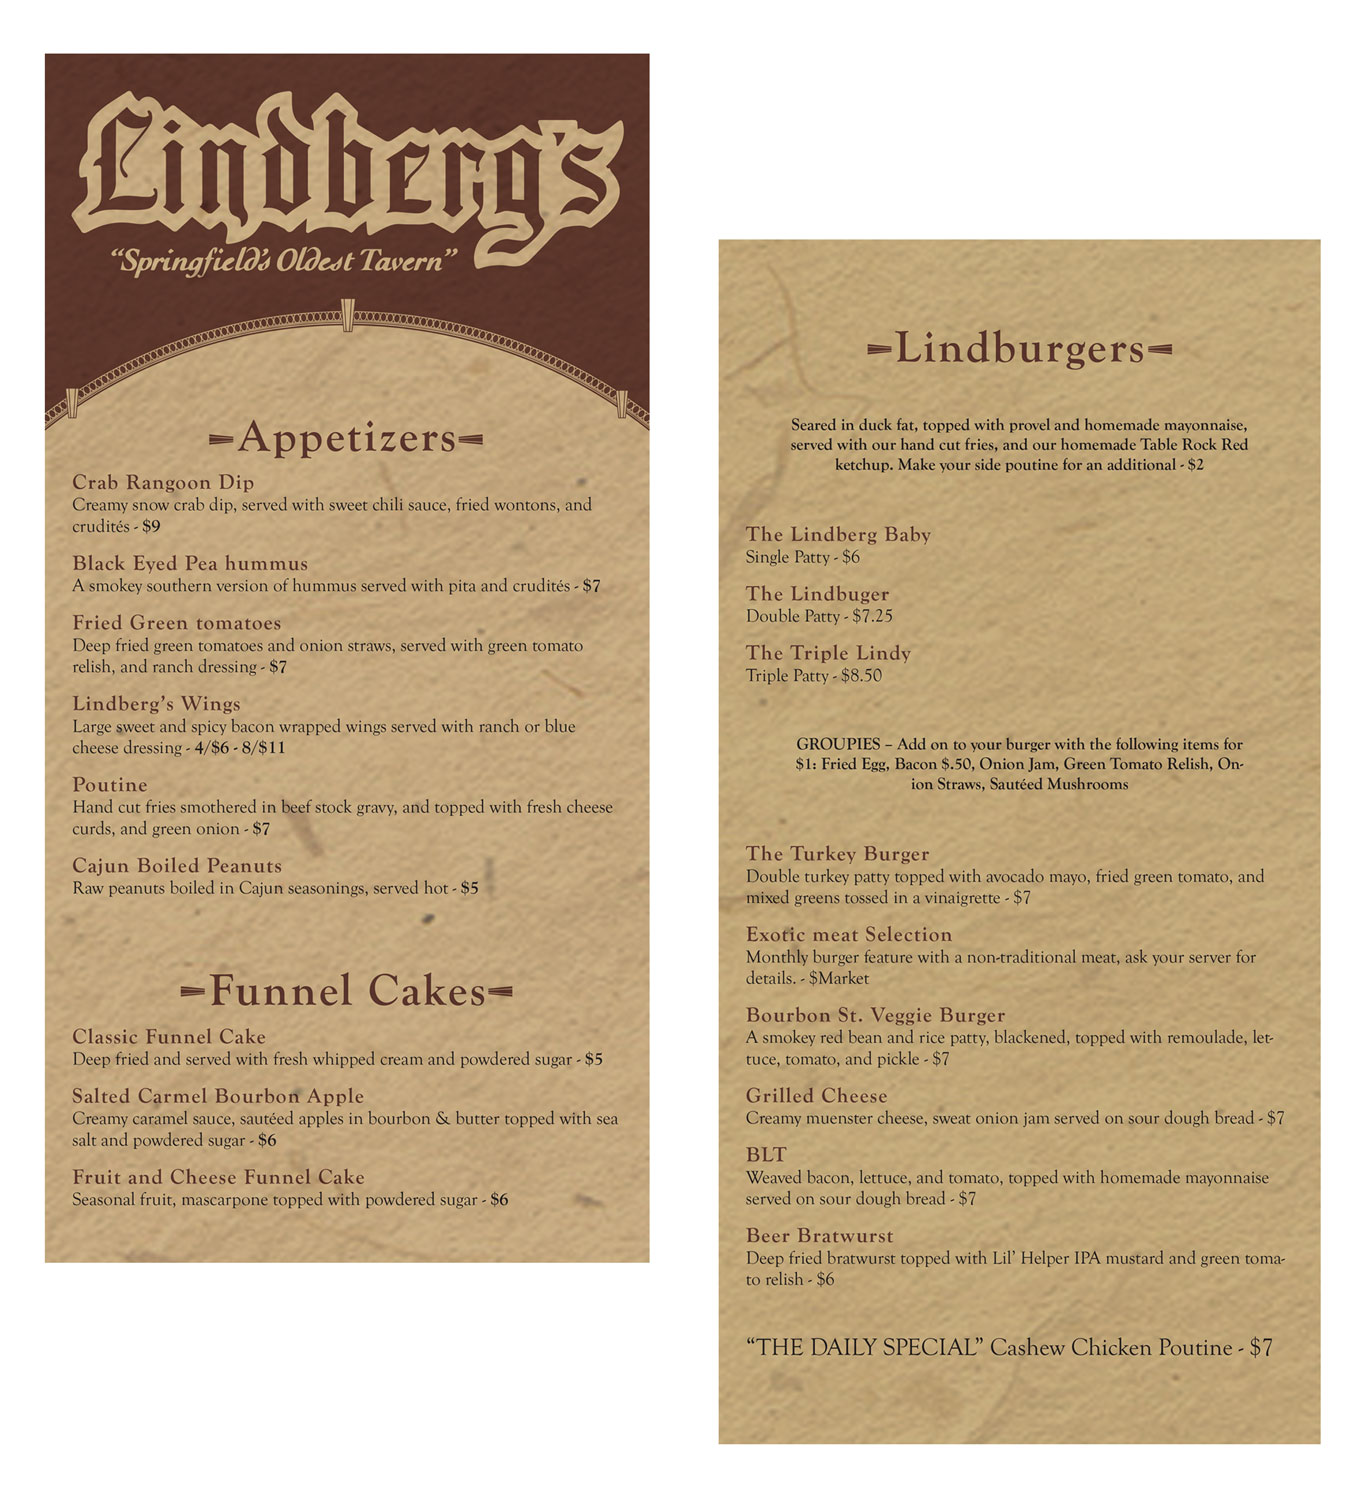 Lindberg's
“Springfield's Oldest Tavern”
Appetizers
Crab Rangoon Dip
Creamy snow crab dip, served with sweet chili sauce, fried wontons, and
crudités - $9
Black Eyed Pea hummus
A smokey southern version of hummus served with pita and crudités - $7
Fried Green tomatoes
Deep fried green tomatoes and onion straws, served with green tomato
relish, and ranch dressing - $7
Lindberg’s Wings
Large sweet and spicy bacon wrapped wings served with ranch or blue
cheese dressing - 4/$6 - 8/$11
Poutine
Hand cut fries smothered in beef stock gravy, and topped with fresh cheese
curds, and green onion - $7
Cajun Boiled Peanuts
Raw peanuts boiled in Cajun seasonings, served hot - $5
Funnel Cakes
Classic Funnel Cake
Deep fried and served with fresh whipped cream and powdered sugar - $5
Salted Carmel Bourbon Apple
Creamy caramel sauce, sautéed apples in bourbon & butter topped with sea
salt and powdered sugar - $6
Fruit and Cheese Funnel Cake
Seasonal fruit, mascarpone topped with powdered sugar - $6
Lindburgers
Seared in duck fat, topped with provel and homemade mayonnaise,
served with our hand cut fries, and our homemade Table Rock Red
ketchup. Make your side poutine for an additional - $2
The Lindberg Baby
Single Patty - $6
The Lindbuger
Double Patty - $7.25
The Triple Lindy
Triple Patty - $8.50
GROUPIES – Add on to your burger with the following items for
$1: Fried Egg, Bacon $.50, Onion Jam, Green Tomato Relish, On-
ion Straws, Sautéed Mushrooms
The Turkey Burger
Double turkey patty topped with avocado mayo, fried green tomato, and
mixed greens tossed in a vinaigrette - $7
Exotic meat Selection
Monthly burger feature with a non-traditional meat, ask your server for
details. - $Market
Bourbon St. Veggie Burger
A smokey red bean and rice patty, blackened, topped with remoulade, let-
tuce, tomato, and pickle - $7
Grilled Cheese
Creamy muenster cheese, sweat onion jam served on sour dough bread - $7
BLT
Weaved bacon, lettuce, and tomato, topped with homemade mayonnaise
served on sour dough bread - $7
Beer Bratwurst
Deep fried bratwurst topped with Lil’ Helper IPA mustard and green toma-
to relish - $6
“THE DAILY SPECIAL” Cashew Chicken Poutine - $7